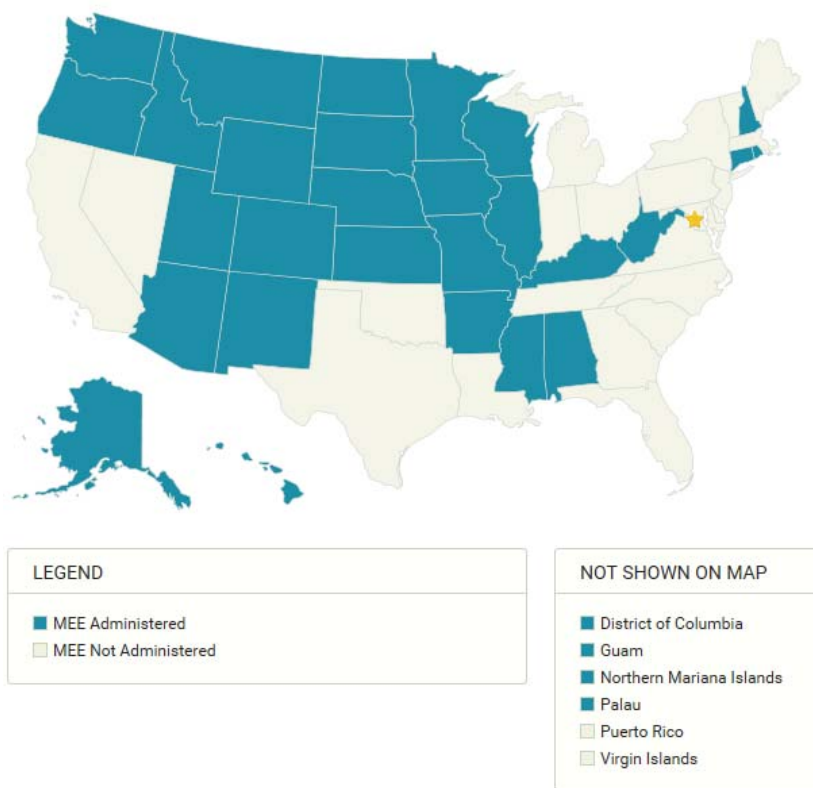 LEGEND
MEE Administered
MEE Not Administered
NOT SHOWN ON MAP
District of Columbia
Guam
Northern Mariana Islands
Palau
Puerto Rico
Virgin Islands